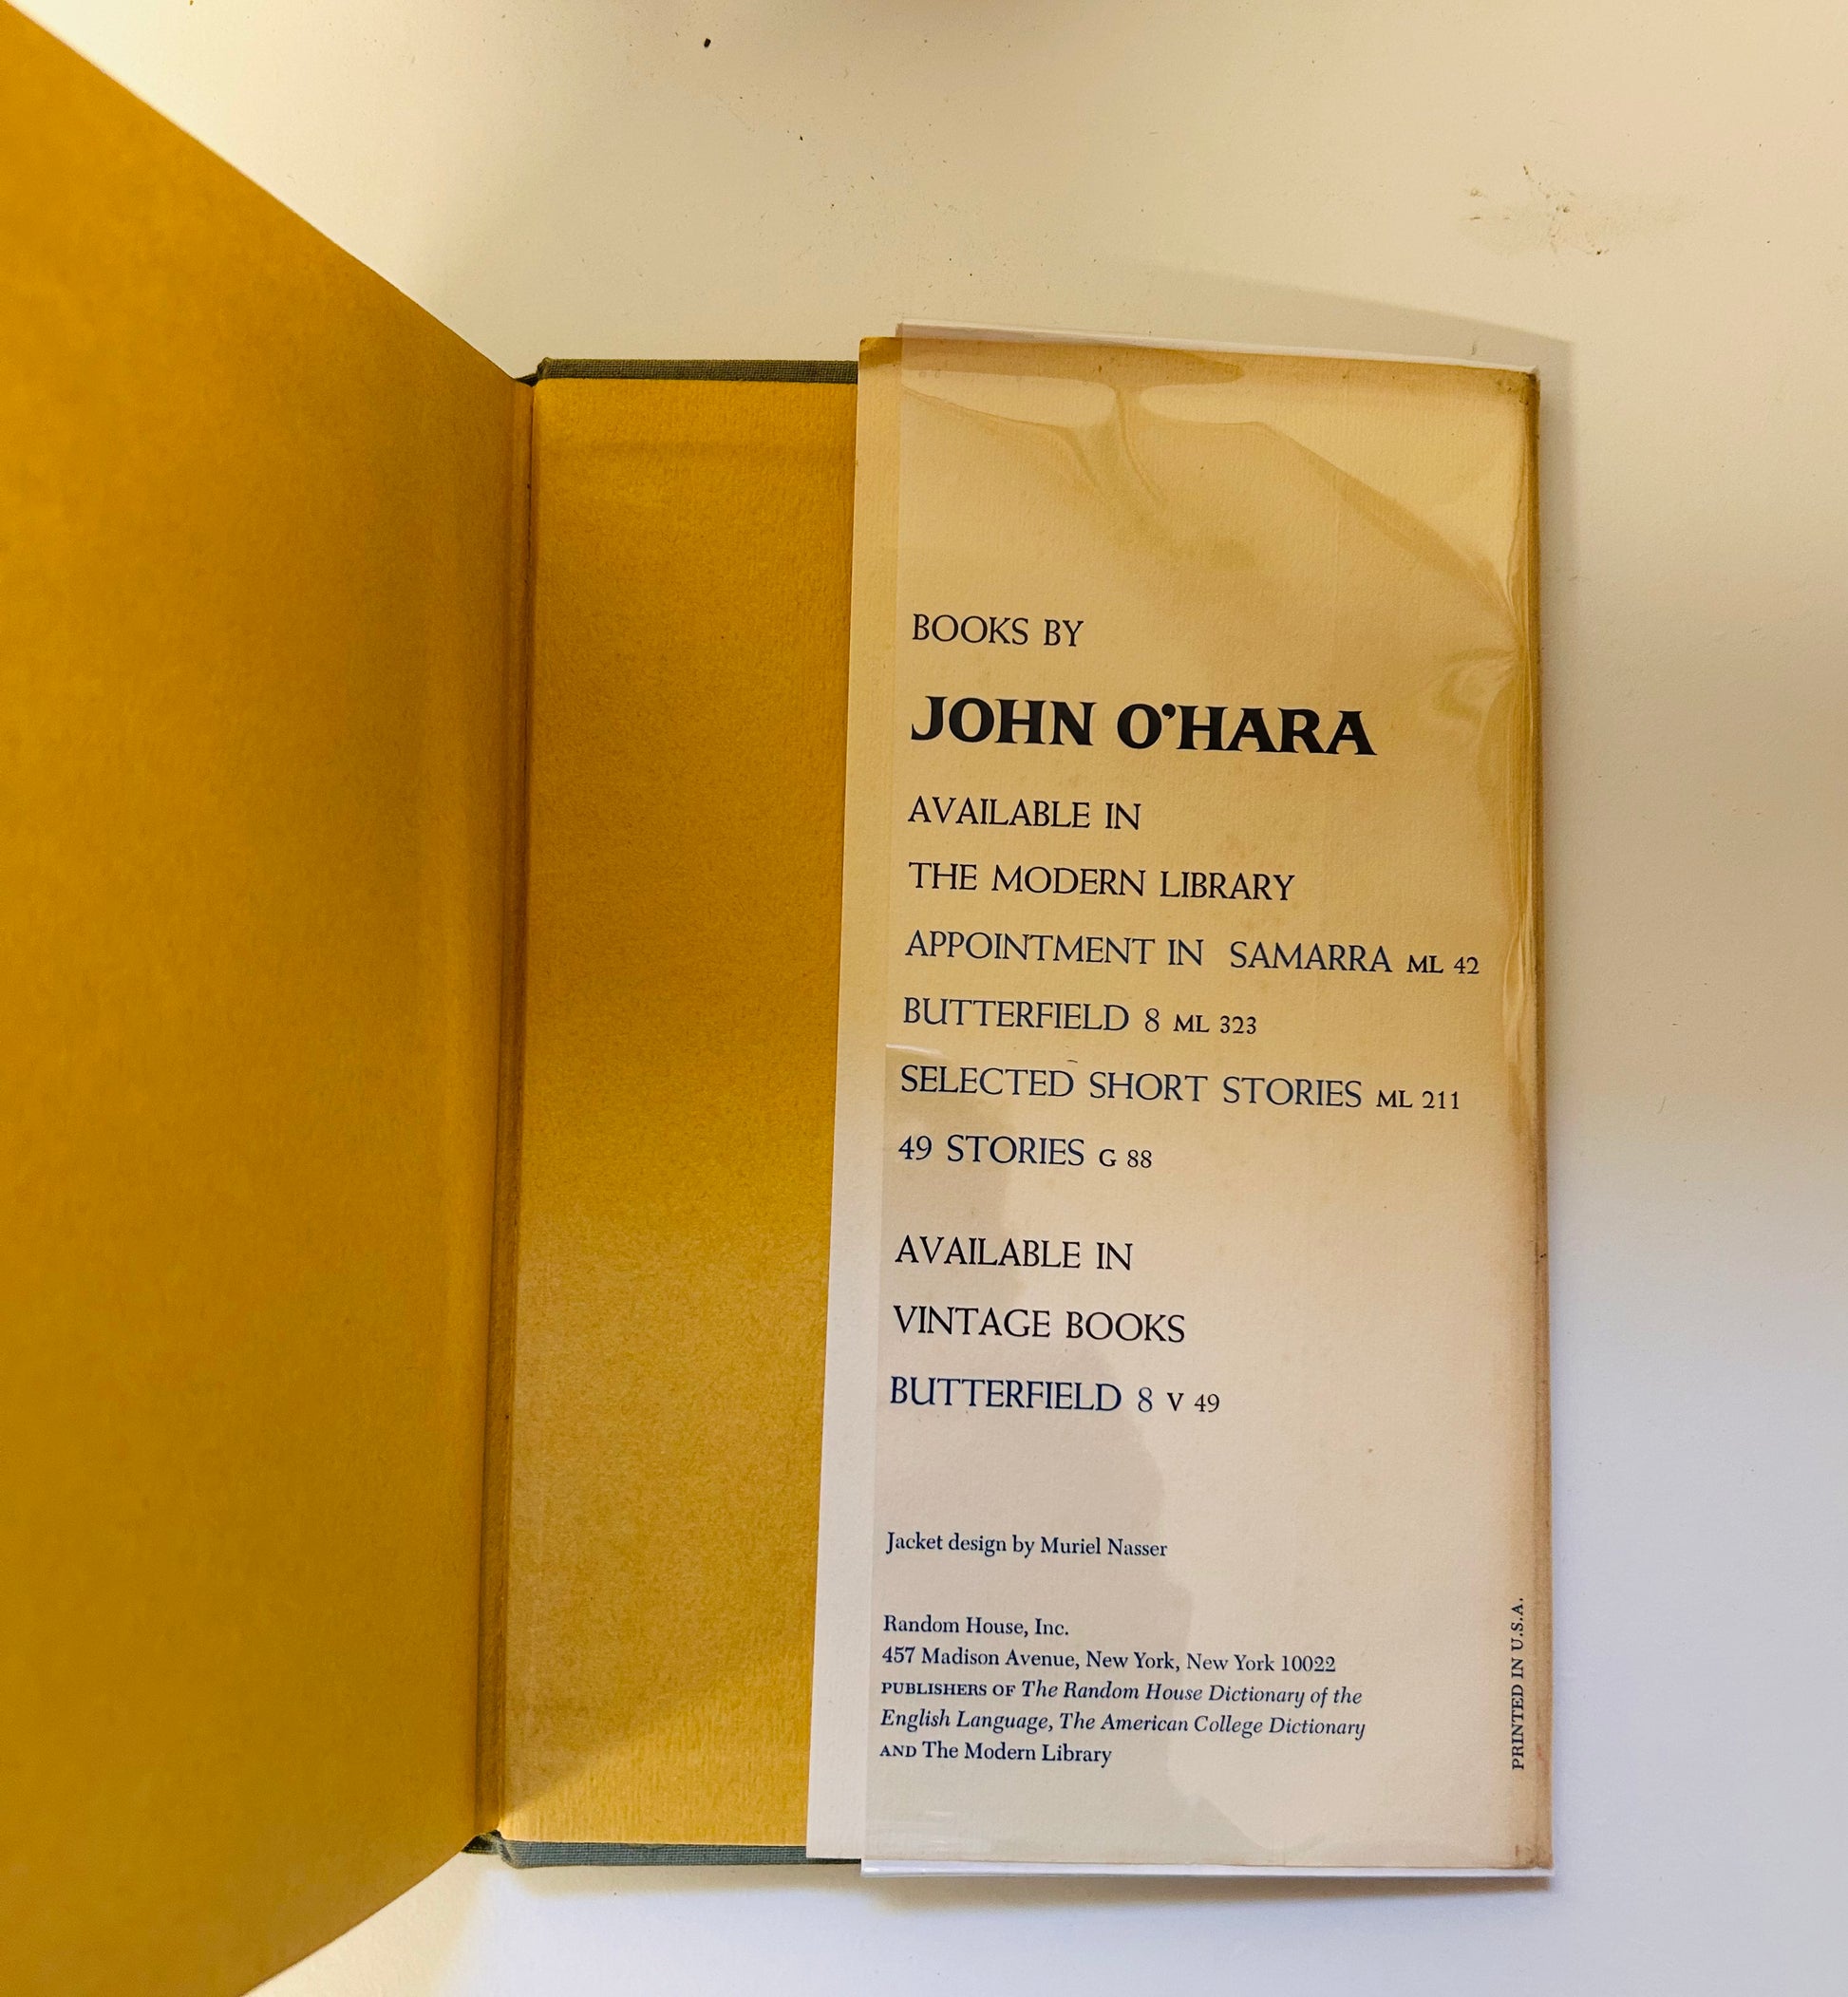 BOOKS BY
JOHN O'HARA
AVAILABLE IN
THE MODERN LIBRARY
APPOINTMENT IN SAMARRA ML 42
BUTTERFIELD 8 ML 323
SELECTED SHORT STORIES ML 211
49 STORIES G 88
AVAILABLE IN
VINTAGE BOOKS
BUTTERFIELD 8 V 49
Jacket design by Muriel Nasser
Random House, Inc.
457 Madison Avenue, New York, New York 10022
PUBLISHERS OF The Random House Dictionary of the
English Language, The American College Dictionary
AND The Modern Library
PRINTED IN U.S.A.